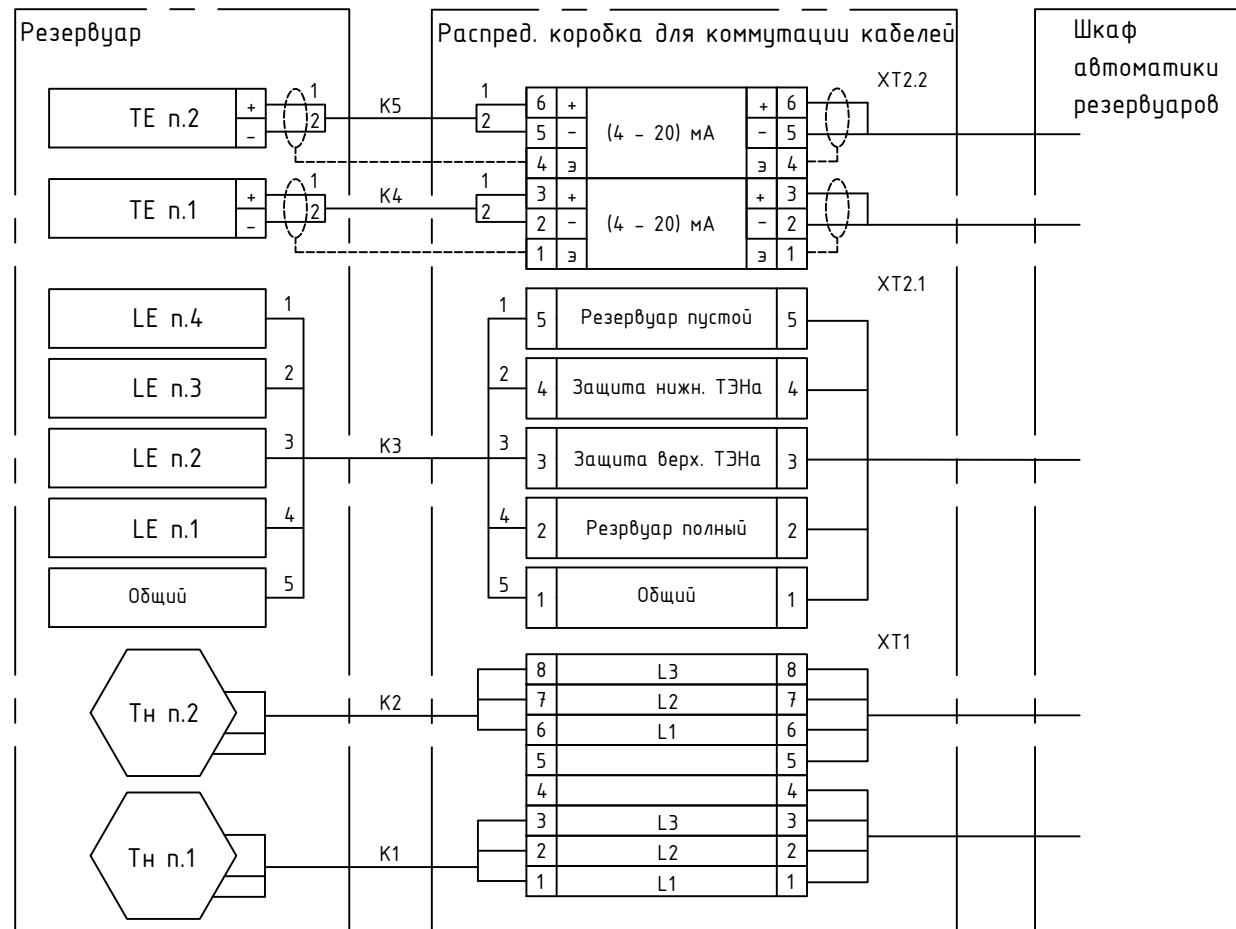 Резервуар
Распред. коробка для коммутации кабелей
Шкаф
автоматики
резервуаров
XT2.2
TE п.2
+
-
1
2
K5
1
2
6 + (4 - 20) мА + 6
5 - - 5
4 э э 4
TE п.1
+
-
1
2
K4
1
2
3 + (4 - 20) мА + 3
2 - - 2
1 э э 1
XT2.1
LE п.4 1
1 5 Резервуар пустой 5
LE п.3 2
2 4 Защита нижн. ТЭНа 4
LE п.2 3
K3
3 3 Защита верх. ТЭНа 3
LE п.1 4
4 2 Резрвуар полный 2
Общий 5
5 1 Общий 1
XT1
Тн п.2
K2
8 L3 8
7 L2 7
6 L1 6
5 5
4 4
Тн п.1
K1
3 L3 3
2 L2 2
1 L1 1